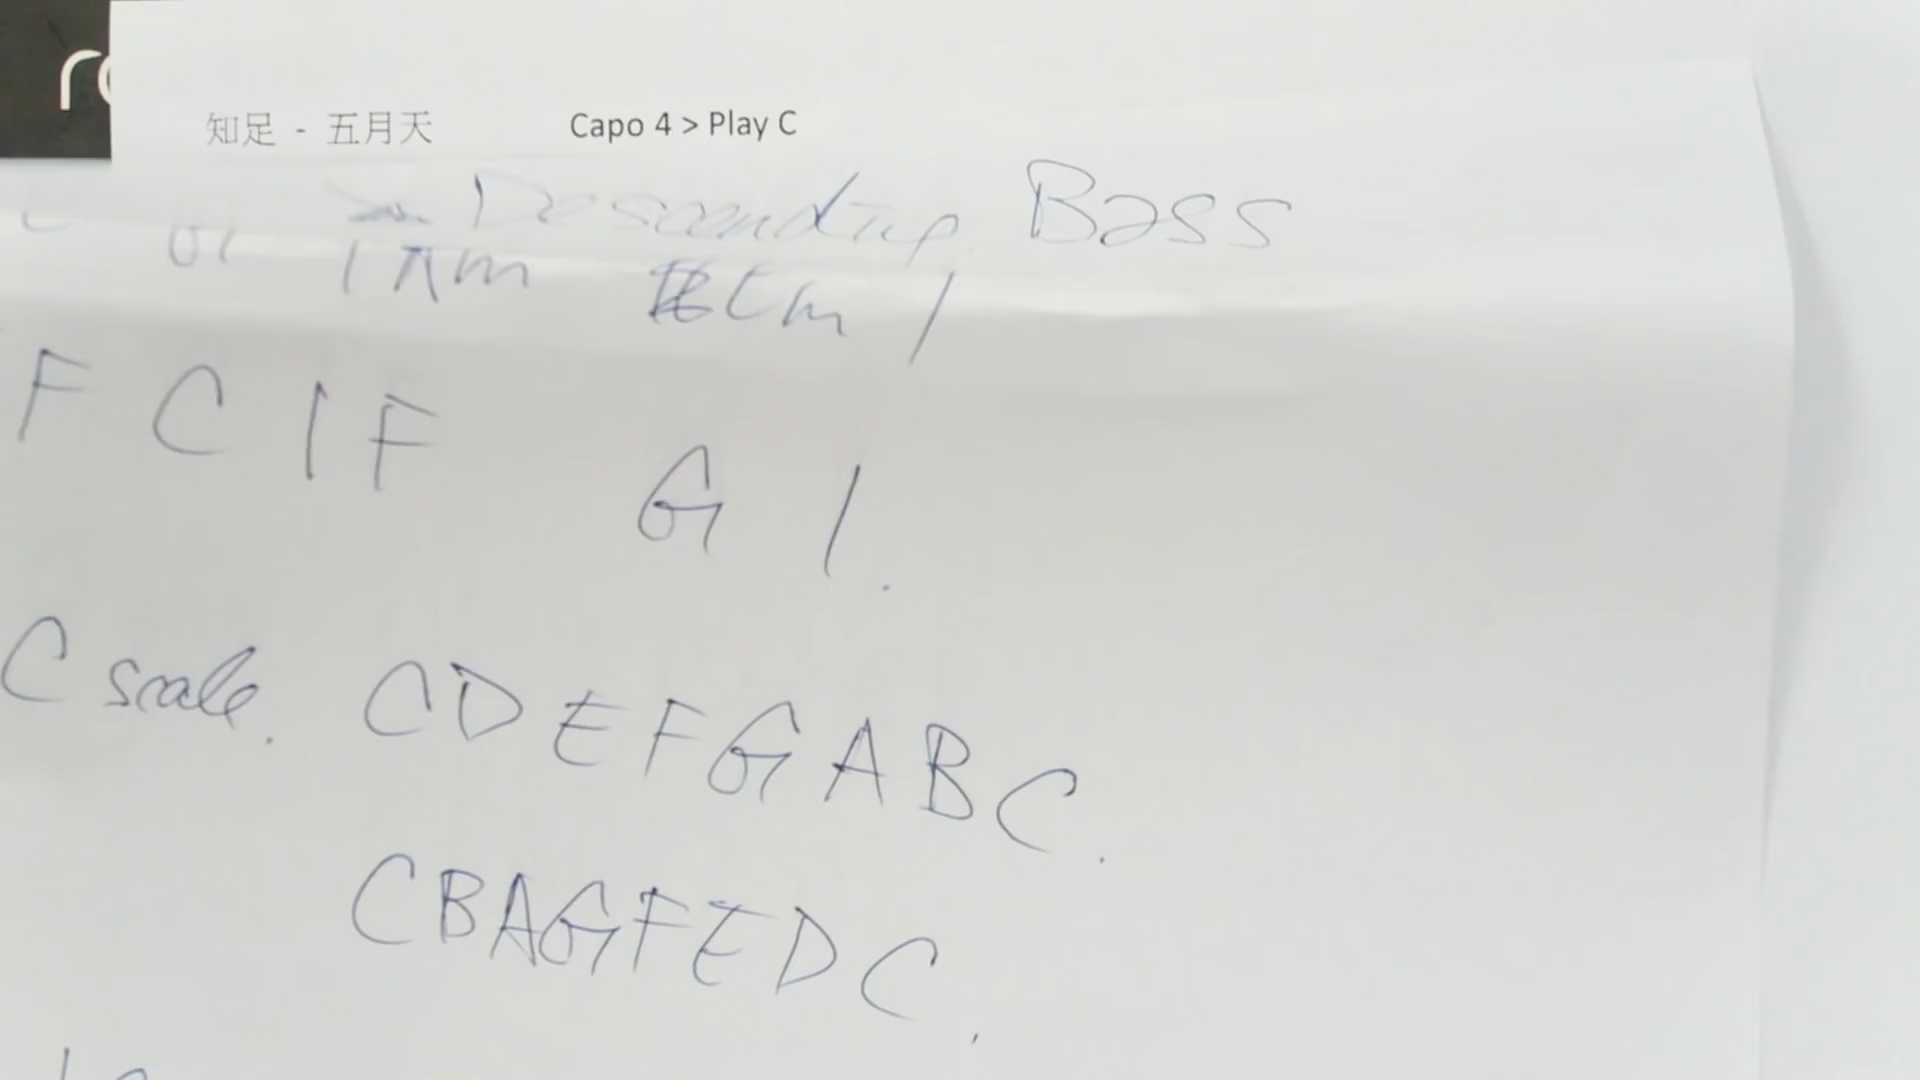 知足 - 五月天 Capo 4 > Play C
Descending Bass
G / Am Em /
F C / F G /.
C scale. CDEFGABC.
CBAGFEDC.